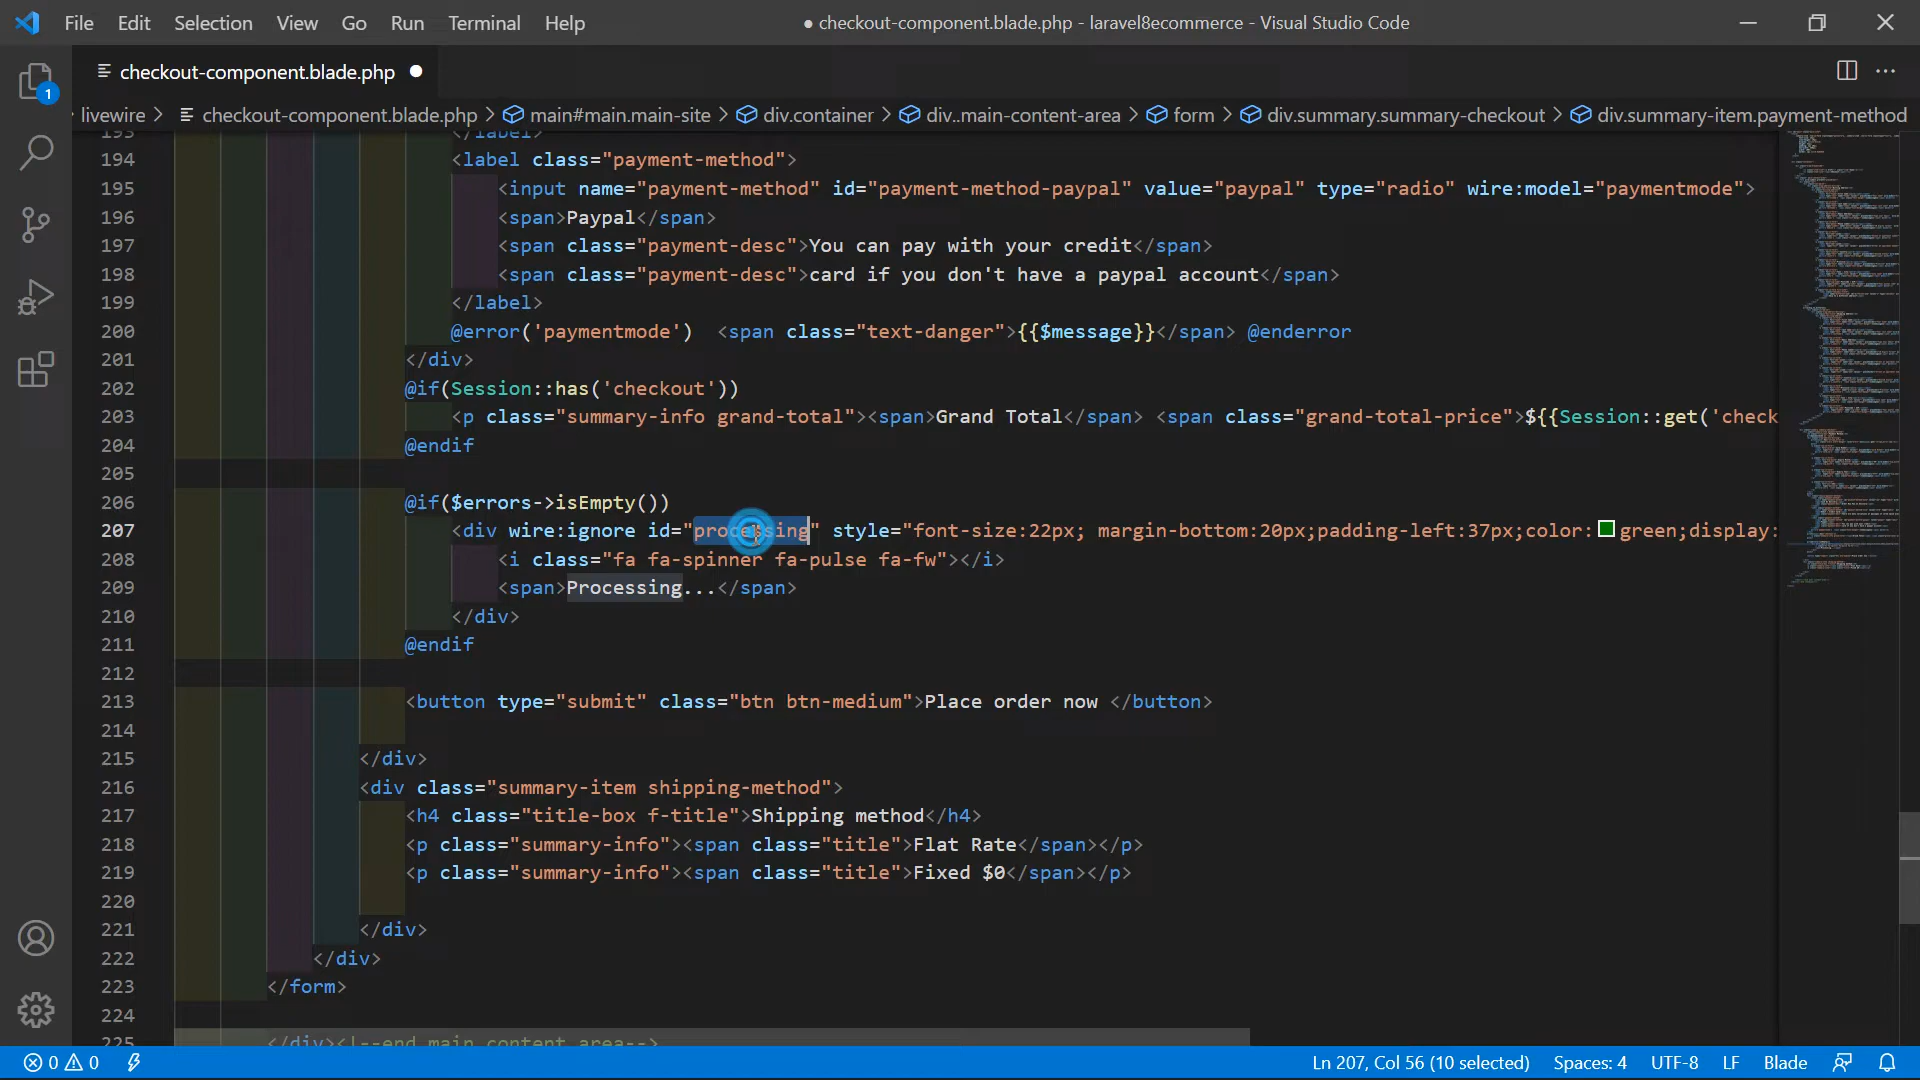 File Edit Selection View Go Run Terminal Help ● checkout-component.blade.php - laravel8ecommerce - Visual Studio Code
checkout-component.blade.php
1
livewire > checkout-component.blade.php > main#main.main-site > div.container > div..main-content-area > form > div.summary.summary-checkout > div.summary-item.payment-method
193 </label>
194 <label class="payment-method">
195 <input name="payment-method" id="payment-method-paypal" value="paypal" type="radio" wire:model="paymentmode">
196 <span>Paypal</span>
197 <span class="payment-desc">You can pay with your credit</span>
198 <span class="payment-desc">card if you don't have a paypal account</span>
199 </label>
200 @error('paymentmode')  <span class="text-danger">{{$message}}</span> @enderror
201 </div>
202 @if(Session::has('checkout'))
203 <p class="summary-info grand-total"><span>Grand Total</span> <span class="grand-total-price">${{Session::get('check
204 @endif
205
206 @if($errors->isEmpty())
207 <div wire:ignore id="processing" style="font-size:22px; margin-bottom:20px;padding-left:37px;color:green;display:
208 <i class="fa fa-spinner fa-pulse fa-fw"></i>
209 <span>Processing...</span>
210 </div>
211 @endif
212
213 <button type="submit" class="btn btn-medium">Place order now </button>
214
215 </div>
216 <div class="summary-item shipping-method">
217 <h4 class="title-box f-title">Shipping method</h4>
218 <p class="summary-info"><span class="title">Flat Rate</span></p>
219 <p class="summary-info"><span class="title">Fixed $0</span></p>
220
221 </div>
222 </div>
223 </form>
224
225 </div><!--end main content area-->
0 0 Ln 207, Col 56 (10 selected) Spaces: 4 UTF-8 LF Blade